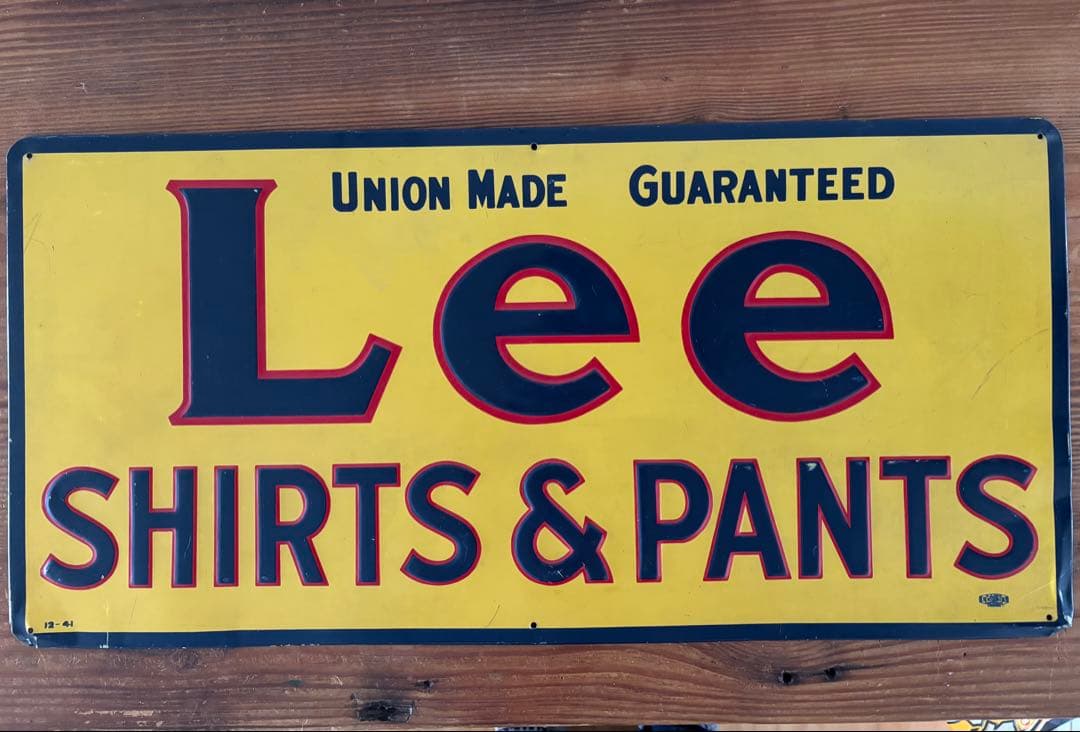 UNION MADE GUARANTEED
Lee
SHIRTS & PANTS
12-41